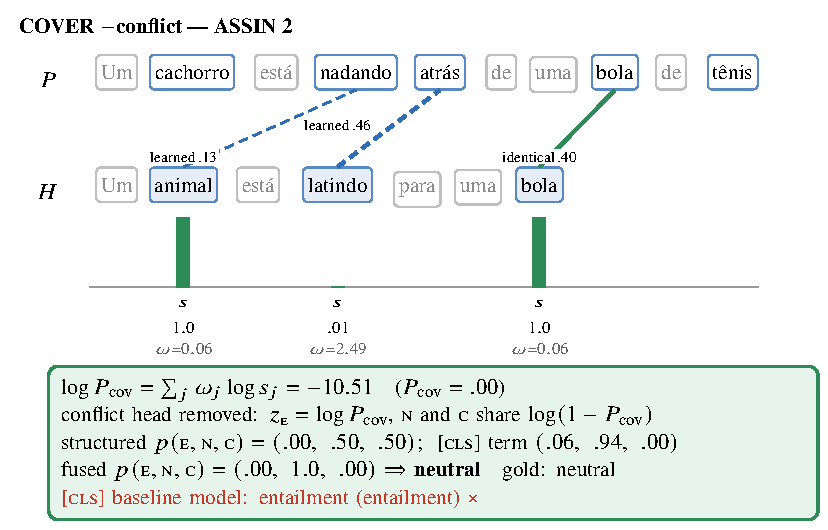 COVER −conflict — ASSIN 2
P Um cachorro está nadando atrás de uma bola de tênis
learned .46
learned .13 identical .40
H Um animal está latindo para uma bola
s s s
1.0 .01 1.0
ω=0.06 ω=2.49 ω=0.06
log P_cov = ∑_j ω_j log s_j = −10.51 (P_cov = .00)
conflict head removed: z_E = log P_cov, N and C share log(1 − P_cov)
structured p(E, N, C) = (.00, .50, .50); [CLS] term (.06, .94, .00)
fused p(E, N, C) = (.00, 1.0, .00) ⟹ neutral gold: neutral
[CLS] baseline model: entailment (entailment) ×